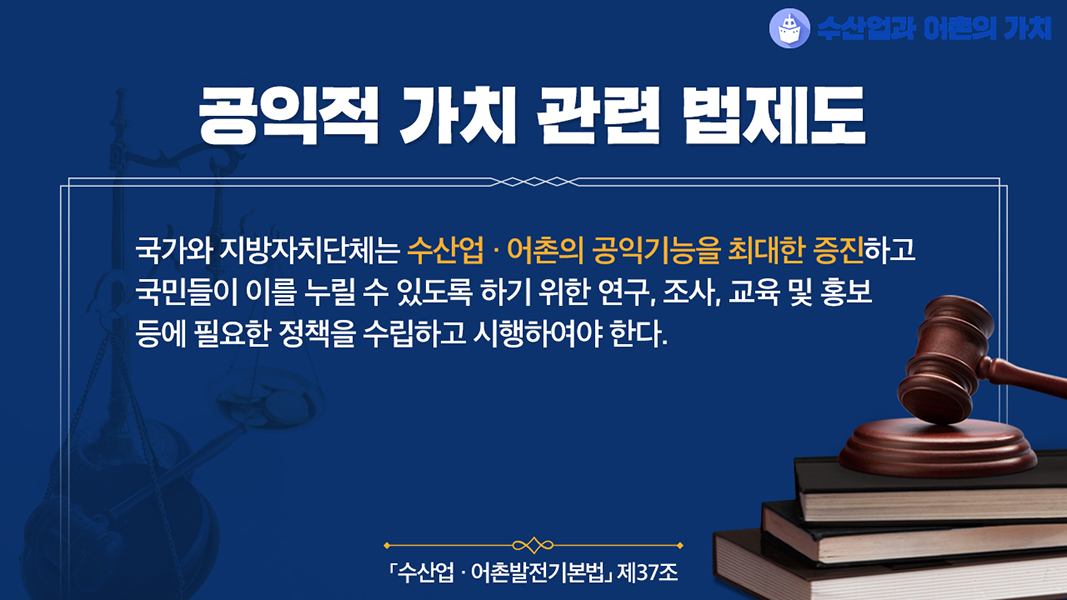 수산업과 어촌의 가치
공익적 가치 관련 법제도
국가와 지방자치단체는 수산업·어촌의 공익기능을 최대한 증진하고
국민들이 이를 누릴 수 있도록 하기 위한 연구, 조사, 교육 및 홍보
등에 필요한 정책을 수립하고 시행하여야 한다.
「수산업·어촌발전기본법」 제37조